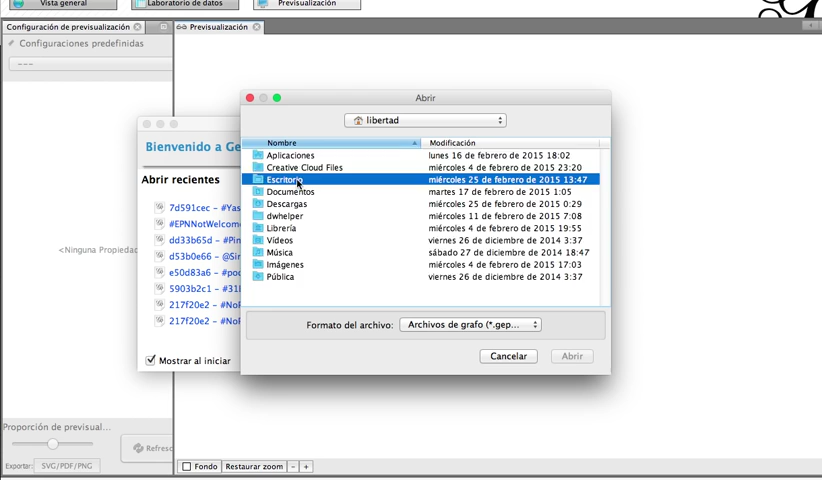 Vista general
Laboratorio de datos
Previsualización
Configuración de previsualización
Previsualización
Configuraciones predefinidas
---
Abrir
libertad
Bienvenido a Ge
Nombre
Modificación
Aplicaciones
lunes 16 de febrero de 2015 18:02
Creative Cloud Files
miércoles 4 de febrero de 2015 23:20
Abrir recientes
Escritorio
miércoles 25 de febrero de 2015 13:47
Documentos
martes 17 de febrero de 2015 1:05
7d591cec – #Yas
Descargas
miércoles 25 de febrero de 2015 0:29
#EPNNotWelcome
dwhelper
miércoles 11 de febrero de 2015 7:08
Librería
miércoles 4 de febrero de 2015 19:55
dd33b65d – #Pin
Vídeos
viernes 26 de diciembre de 2014 3:37
<Ninguna Propiedad
d53b0e66 – @Sin
Música
sábado 27 de diciembre de 2014 18:47
e50d83a6 – #poc
Imágenes
miércoles 4 de febrero de 2015 17:03
Pública
viernes 26 de diciembre de 2014 3:37
5903b2c1 – #31
217f20e2 – #NoF
217f20e2 – #NoF
Formato del archivo:
Archivos de grafo (*.gep...
Mostrar al iniciar
Cancelar
Abrir
Proporción de previsual...
Refresc
Exportar:
SVG/PDF/PNG
Fondo
Restaurar zoom
-
+